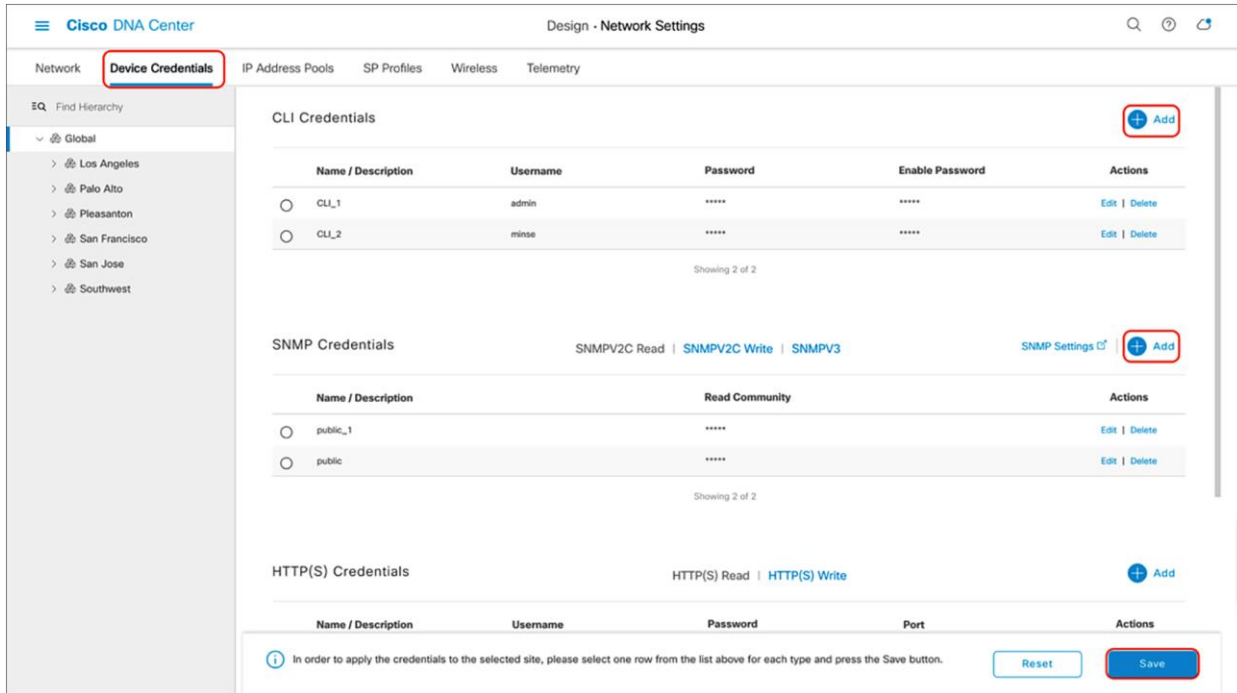 Cisco DNA Center
Design · Network Settings
Network Device Credentials IP Address Pools SP Profiles Wireless Telemetry
Find Hierarchy
Global
Los Angeles
Palo Alto
Pleasanton
San Francisco
San Jose
Southwest
CLI Credentials Add
Name / Description Username Password Enable Password Actions
CLI_1 admin ***** ***** Edit | Delete
CLI_2 minse ***** ***** Edit | Delete
Showing 2 of 2
SNMP Credentials SNMPV2C Read | SNMPV2C Write | SNMPV3 SNMP Settings | Add
Name / Description Read Community Actions
public_1 ***** Edit | Delete
public ***** Edit | Delete
Showing 2 of 2
HTTP(S) Credentials HTTP(S) Read | HTTP(S) Write Add
Name / Description Username Password Port Actions
In order to apply the credentials to the selected site, please select one row from the list above for each type and press the Save button. Reset Save